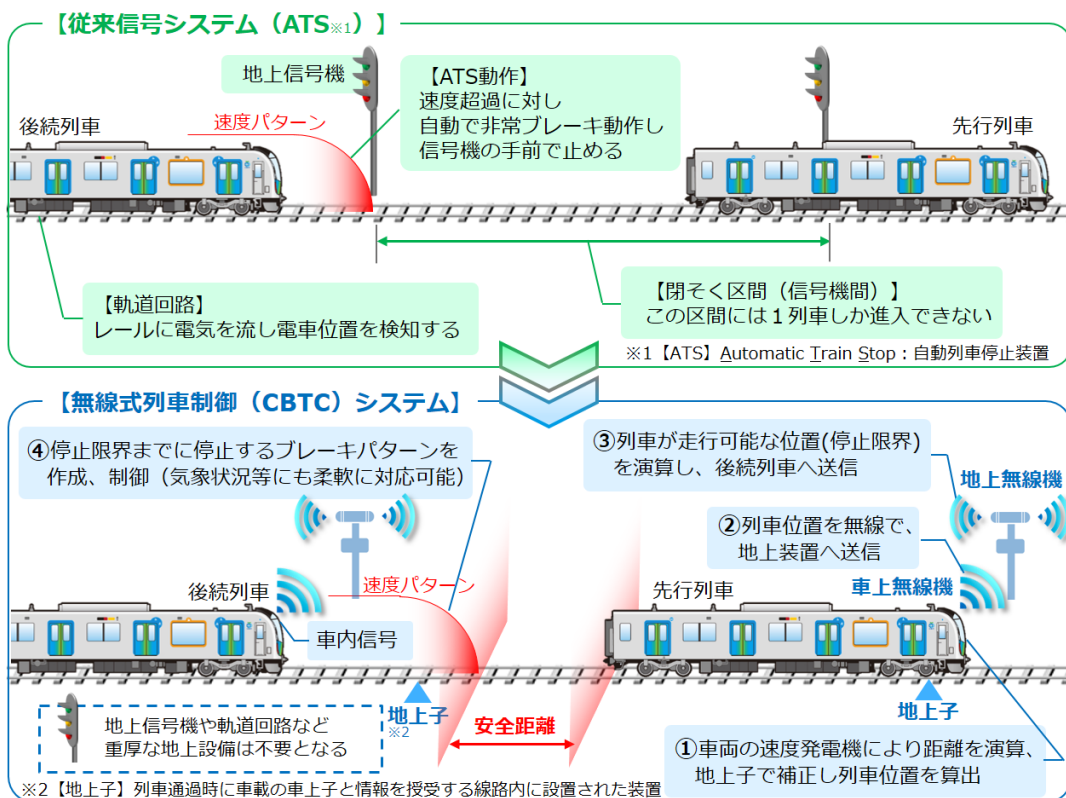 【従来信号システム（ATS※1）】
地上信号機
【ATS動作】
速度超過に対し
自動で非常ブレーキ動作し
信号機の手前で止める
後続列車
速度パターン
先行列車
【軌道回路】
レールに電気を流し電車位置を検知する
【閉そく区間（信号機間）】
この区間には１列車しか進入できない
※1【ATS】Automatic Train Stop：自動列車停止装置
【無線式列車制御（CBTC）システム】
④停止限界までに停止するブレーキパターンを
作成、制御（気象状況等にも柔軟に対応可能）
③列車が走行可能な位置(停止限界)
を演算し、後続列車へ送信
地上無線機
②列車位置を無線で、
地上装置へ送信
後続列車
速度パターン
先行列車
車上無線機
車内信号
地上子
※2
安全距離
地上子
地上信号機や軌道回路など
重厚な地上設備は不要となる
①車両の速度発電機により距離を演算、
地上子で補正し列車位置を算出
※2【地上子】列車通過時に車載の車上子と情報を授受する線路内に設置された装置